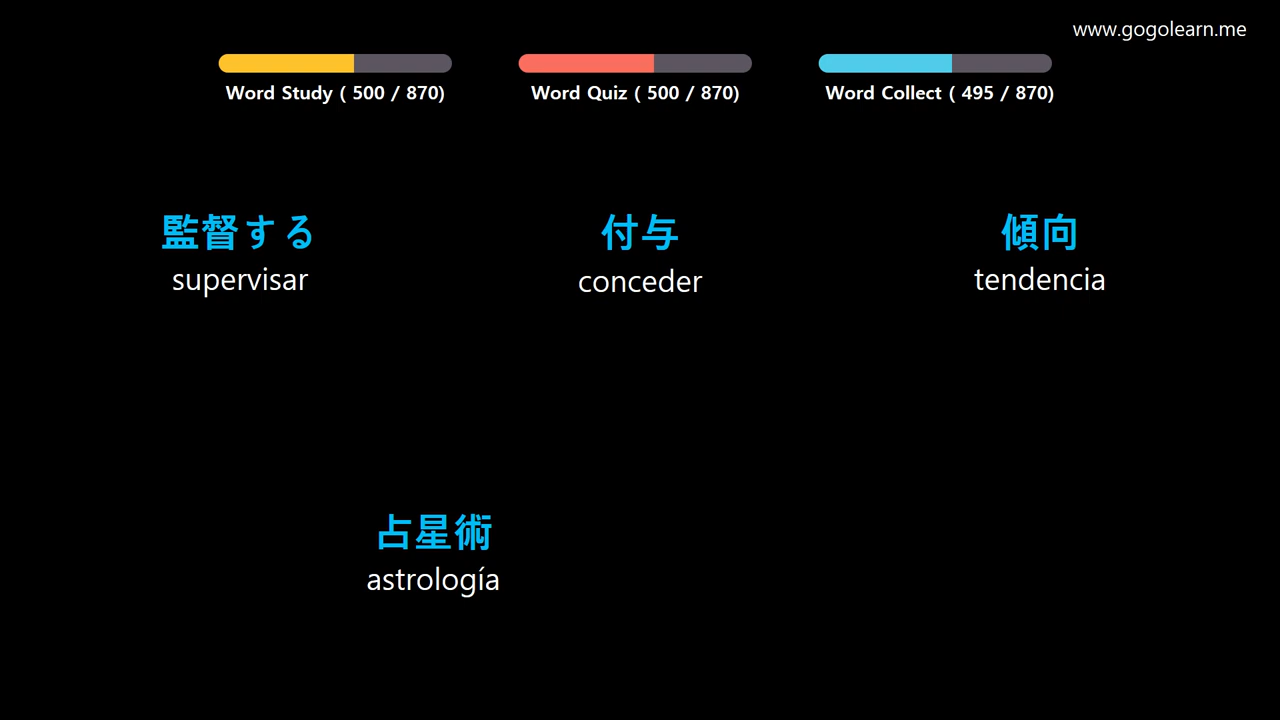 www.gogolearn.me
Word Study ( 500 / 870)
Word Quiz ( 500 / 870)
Word Collect ( 495 / 870)
監督する
supervisar
付与
conceder
傾向
tendencia
占星術
astrología